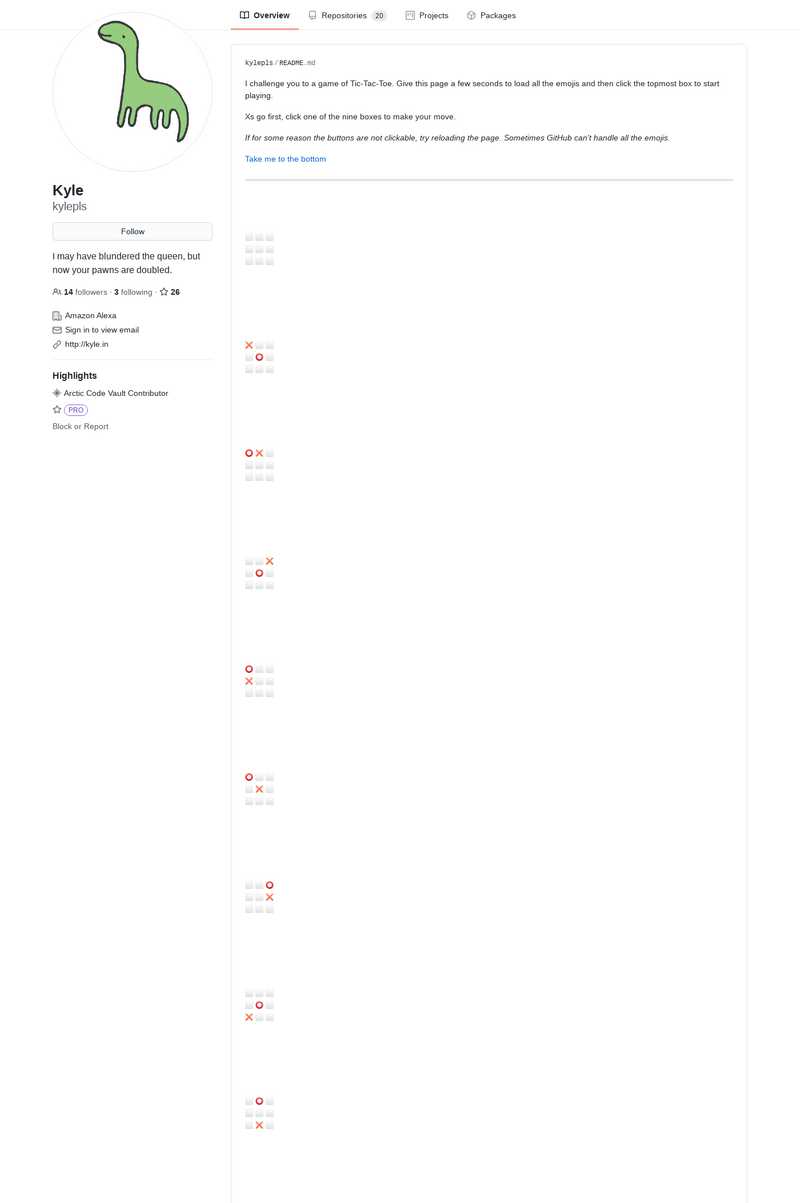 Overview
Repositories 20
Projects
Packages
Kyle
kylepls
Follow
I may have blundered the queen, but
now your pawns are doubled.
14 followers · 3 following · 26
Amazon Alexa
Sign in to view email
http://kyle.in
Highlights
Arctic Code Vault Contributor
PRO
Block or Report
kylepls / README.md
I challenge you to a game of Tic-Tac-Toe. Give this page a few seconds to load all the emojis and then click the topmost box to start
playing.
Xs go first, click one of the nine boxes to make your move.
If for some reason the buttons are not clickable, try reloading the page. Sometimes GitHub can't handle all the emojis.
Take me to the bottom